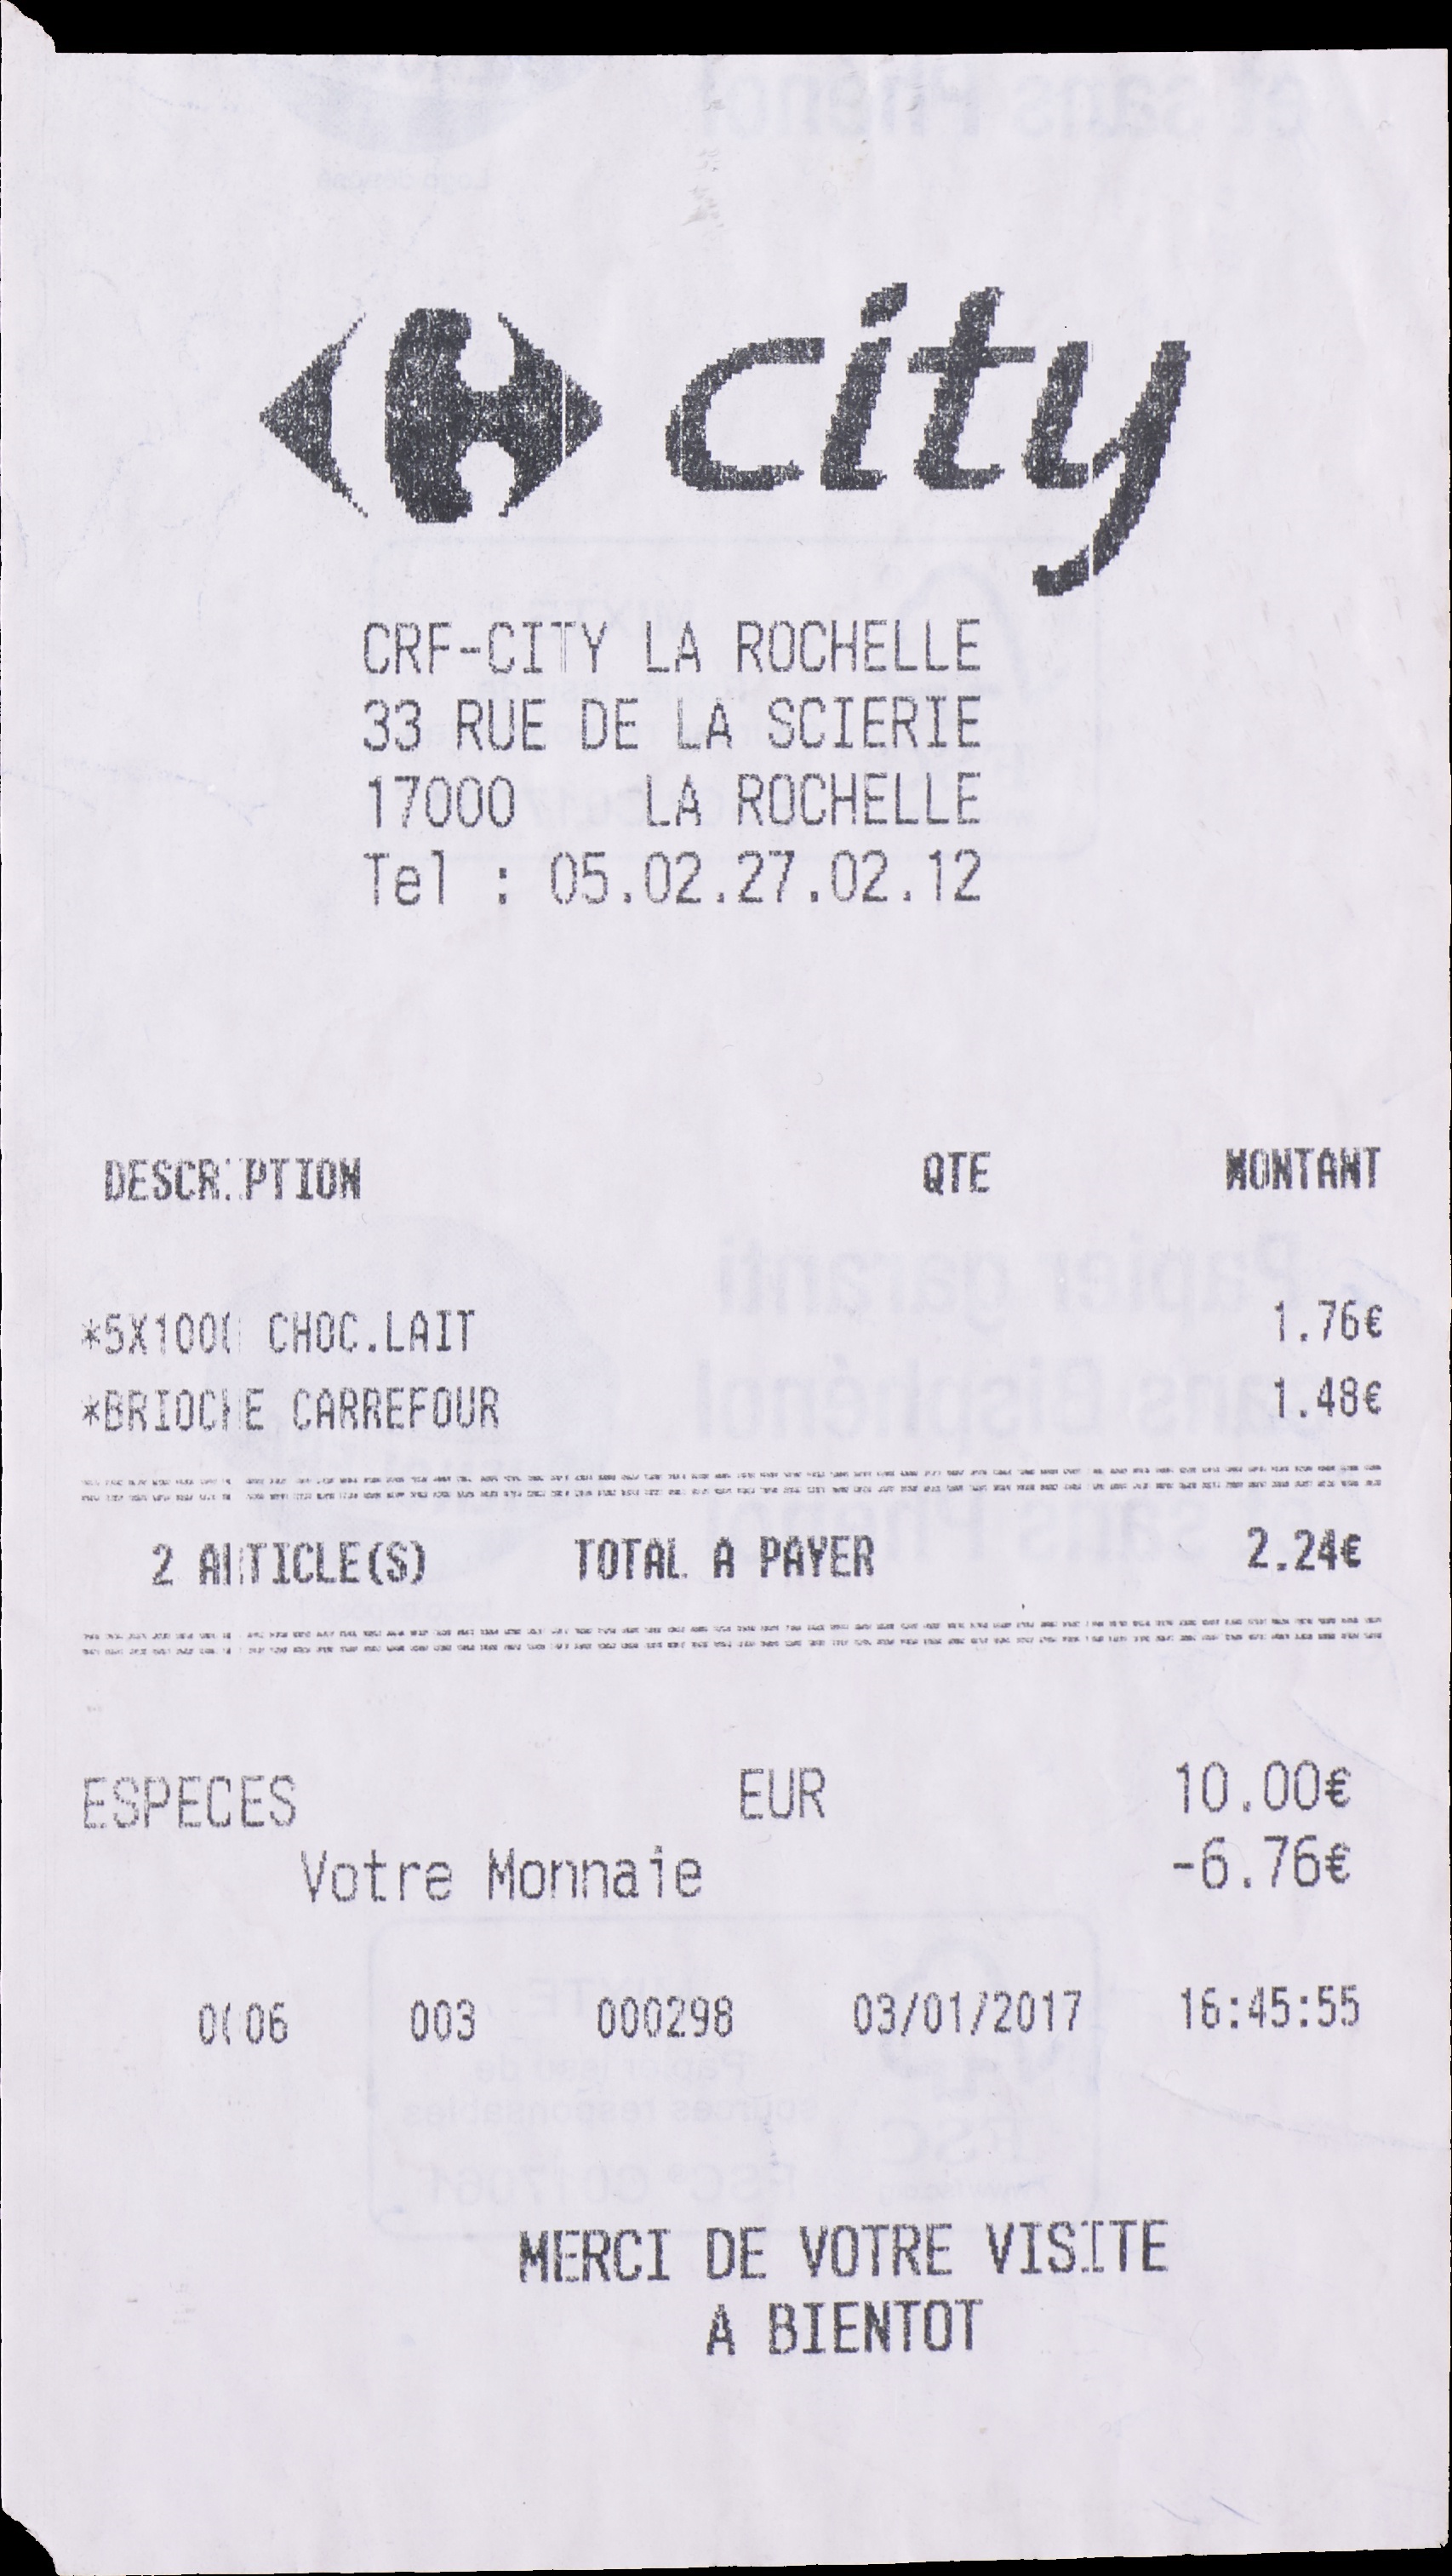 city
CRF-CITY LA ROCHELLE
33 RUE DE LA SCIERIE
17000 LA ROCHELLE
Tel : 05.02.27.02.12
DESCRIPTION QTE MONTANT
*5X100G CHOC.LAIT 1.76€
*BRIOCHE CARREFOUR 1.48€
2 ARTICLE(S) TOTAL A PAYER 2.24€
ESPECES EUR 10.00€
Votre Monnaie -6.76€
0006 003 000298 03/01/2017 16:45:55
MERCI DE VOTRE VISITE
A BIENTOT